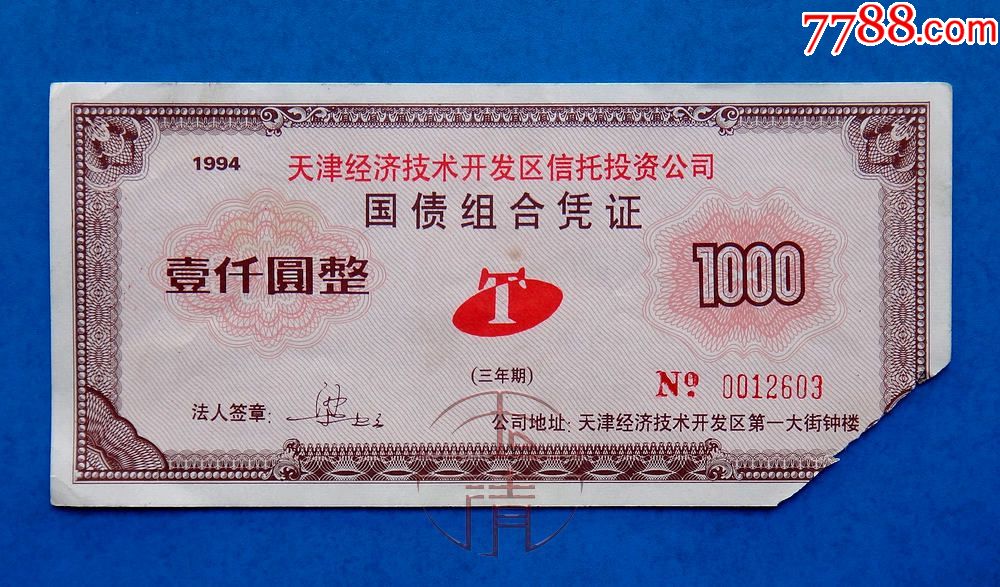 7788.com
1994
天津经济技术开发区信托投资公司
国债组合凭证
壹仟圆整
T
1000
(三年期)
Nº 0012603
法人签章:
公司地址: 天津经济技术开发区第一大街钟楼